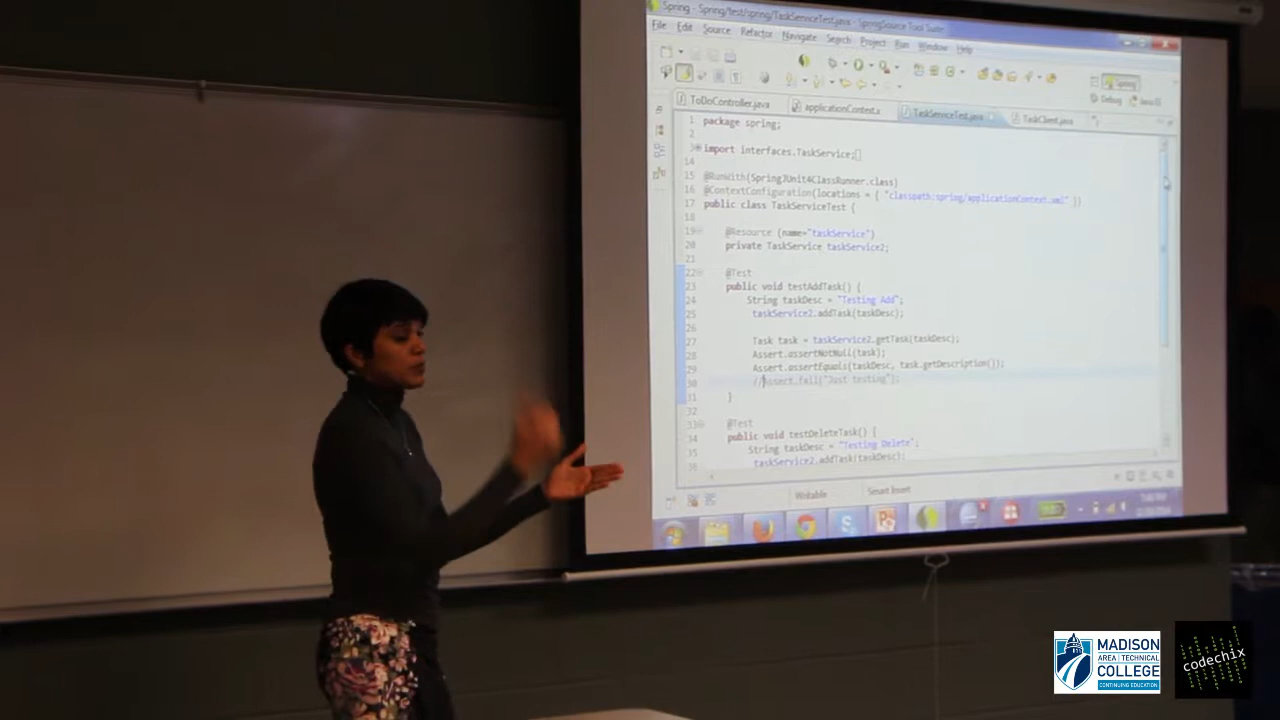 Spring - Spring/test/spring/TaskServiceTest.java - SpringSource Tool Suite
File Edit Source Refactor Navigate Search Project Run Window Help
spring
Debug Java EE
ToDoController.java applicationContext.x TaskServiceTest.java TaskClient.java
1 package spring;
2
3 import interfaces.TaskService;
14
15 @RunWith(SpringJUnit4ClassRunner.class)
16 @ContextConfiguration(locations = { "classpath:spring/applicationContext.xml" })
17 public class TaskServiceTest {
18
19 @Resource (name="taskService")
20 private TaskService taskService2;
21
22 @Test
23 public void testAddTask() {
24 String taskDesc = "Testing Add";
25 taskService2.addTask(taskDesc);
26
27 Task task = taskService2.getTask(taskDesc);
28 Assert.assertNotNull(task);
29 Assert.assertEquals(taskDesc, task.getDescription());
30 //Assert.fail("Just testing");
31 }
32
33 @Test
34 public void testDeleteTask() {
35 String taskDesc = "Testing Delete";
36 taskService2.addTask(taskDesc);
Writable Smart Insert
MADISON
AREA TECHNICAL
COLLEGE
CONTINUING EDUCATION
codechix